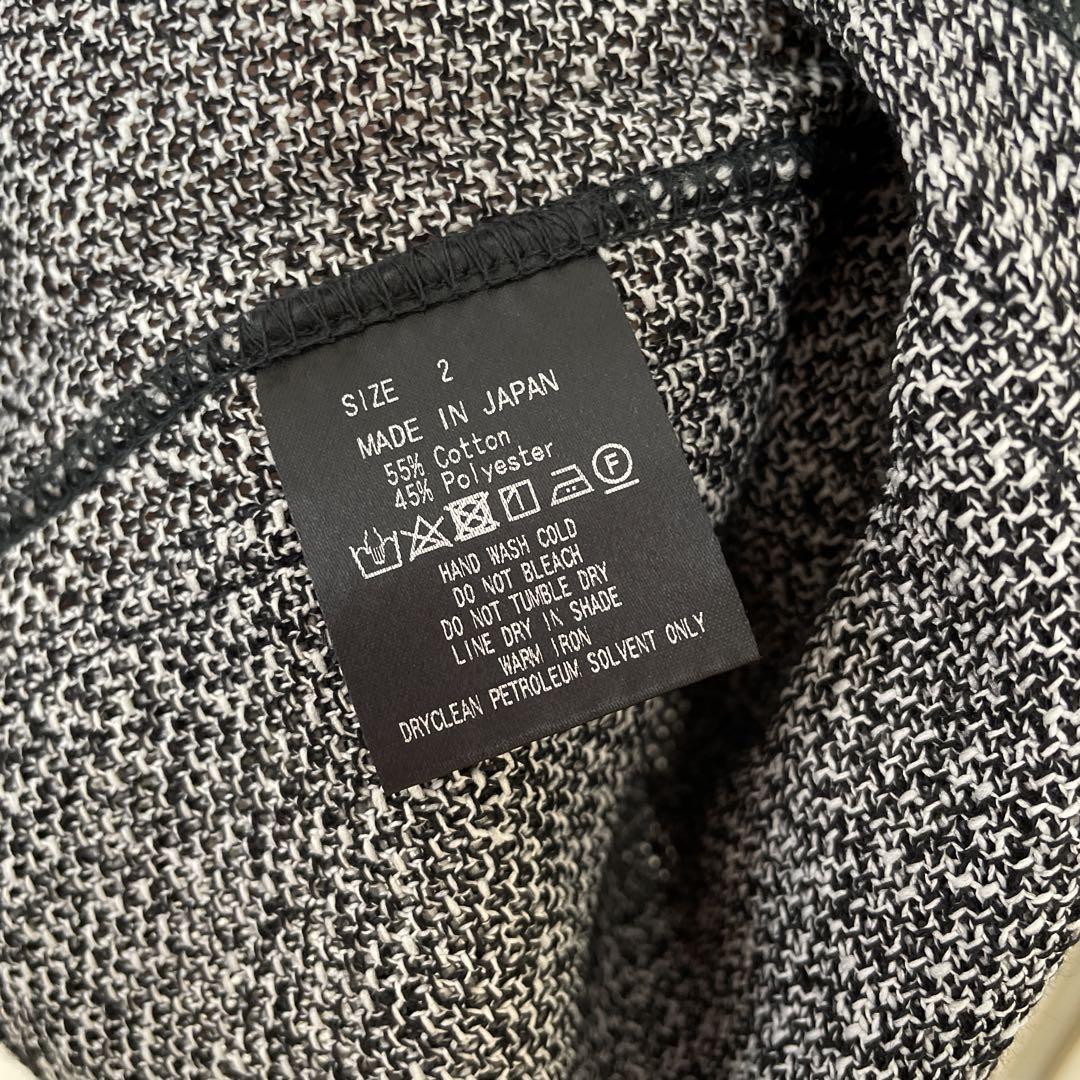 SIZE 2
MADE IN JAPAN
55% Cotton
45% Polyester
F
HAND WASH COLD
DO NOT BLEACH
DO NOT TUMBLE DRY
LINE DRY IN SHADE
WARM IRON
DRYCLEAN PETROLEUM SOLVENT ONLY